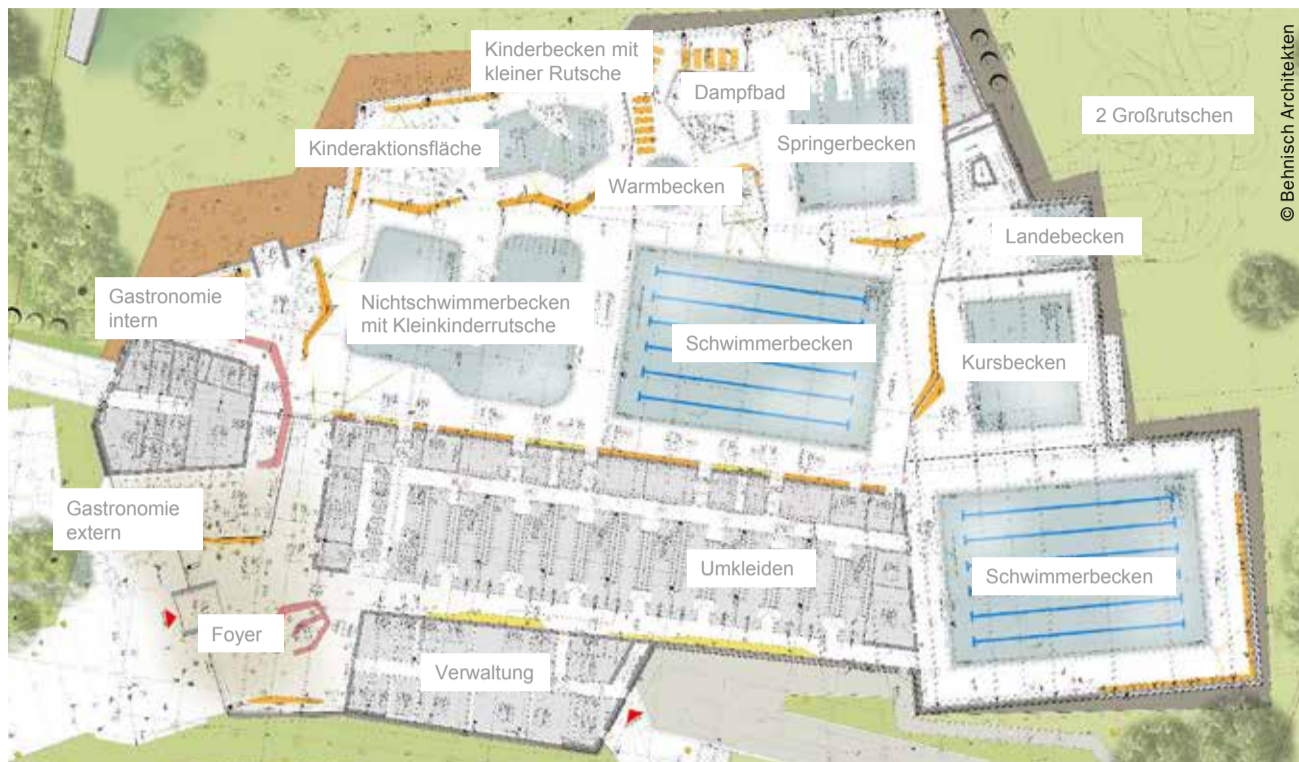 Kinderbecken mit
kleiner Rutsche
Dampfbad
2 Großrutschen
Springerbecken
Kinderaktionsfläche
Warmbecken
Landebecken
Gastronomie
intern
Nichtschwimmerbecken
mit Kleinkinderrutsche
Schwimmerbecken
Kursbecken
Gastronomie
extern
Umkleiden
Schwimmerbecken
Foyer
Verwaltung
© Behnisch Architekten